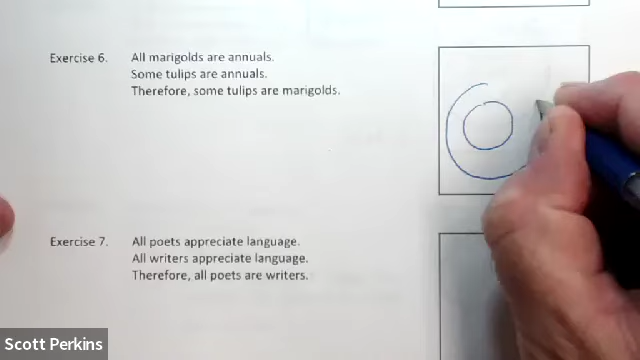 Exercise 6. All marigolds are annuals.
Some tulips are annuals.
Therefore, some tulips are marigolds.
Exercise 7. All poets appreciate language.
All writers appreciate language.
Therefore, all poets are writers.
Scott Perkins